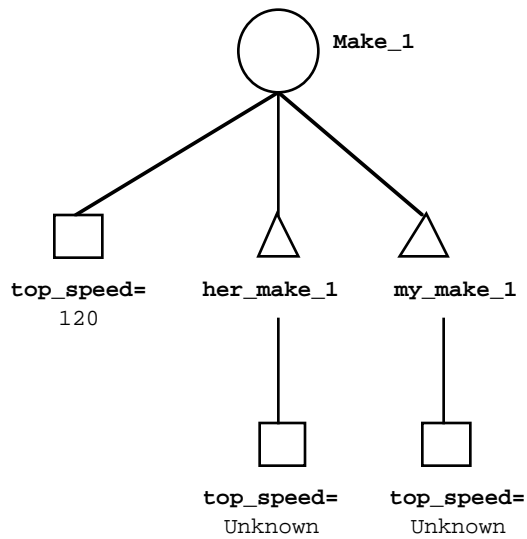 Make_1
top_speed=
120
her_make_1
my_make_1
top_speed=
Unknown
top_speed=
Unknown